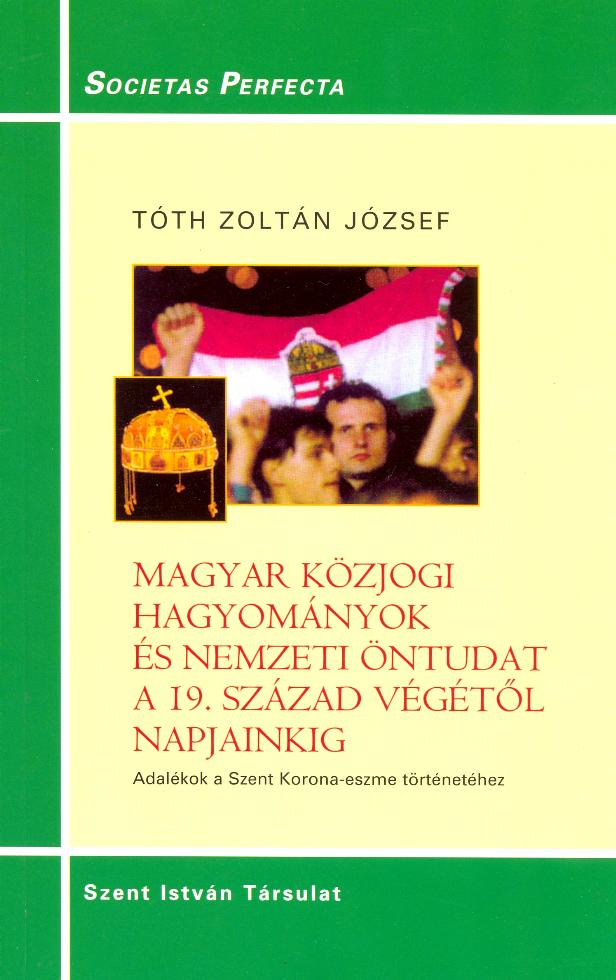 SOCIETAS PERFECTA
TÓTH ZOLTÁN JÓZSEF
MAGYAR KÖZJOGI
HAGYOMÁNYOK
ÉS NEMZETI ÖNTUDAT
A 19. SZÁZAD VÉGÉTŐL
NAPJAINKIG
Adalékok a Szent Korona-eszme történetéhez
Szent István Társulat